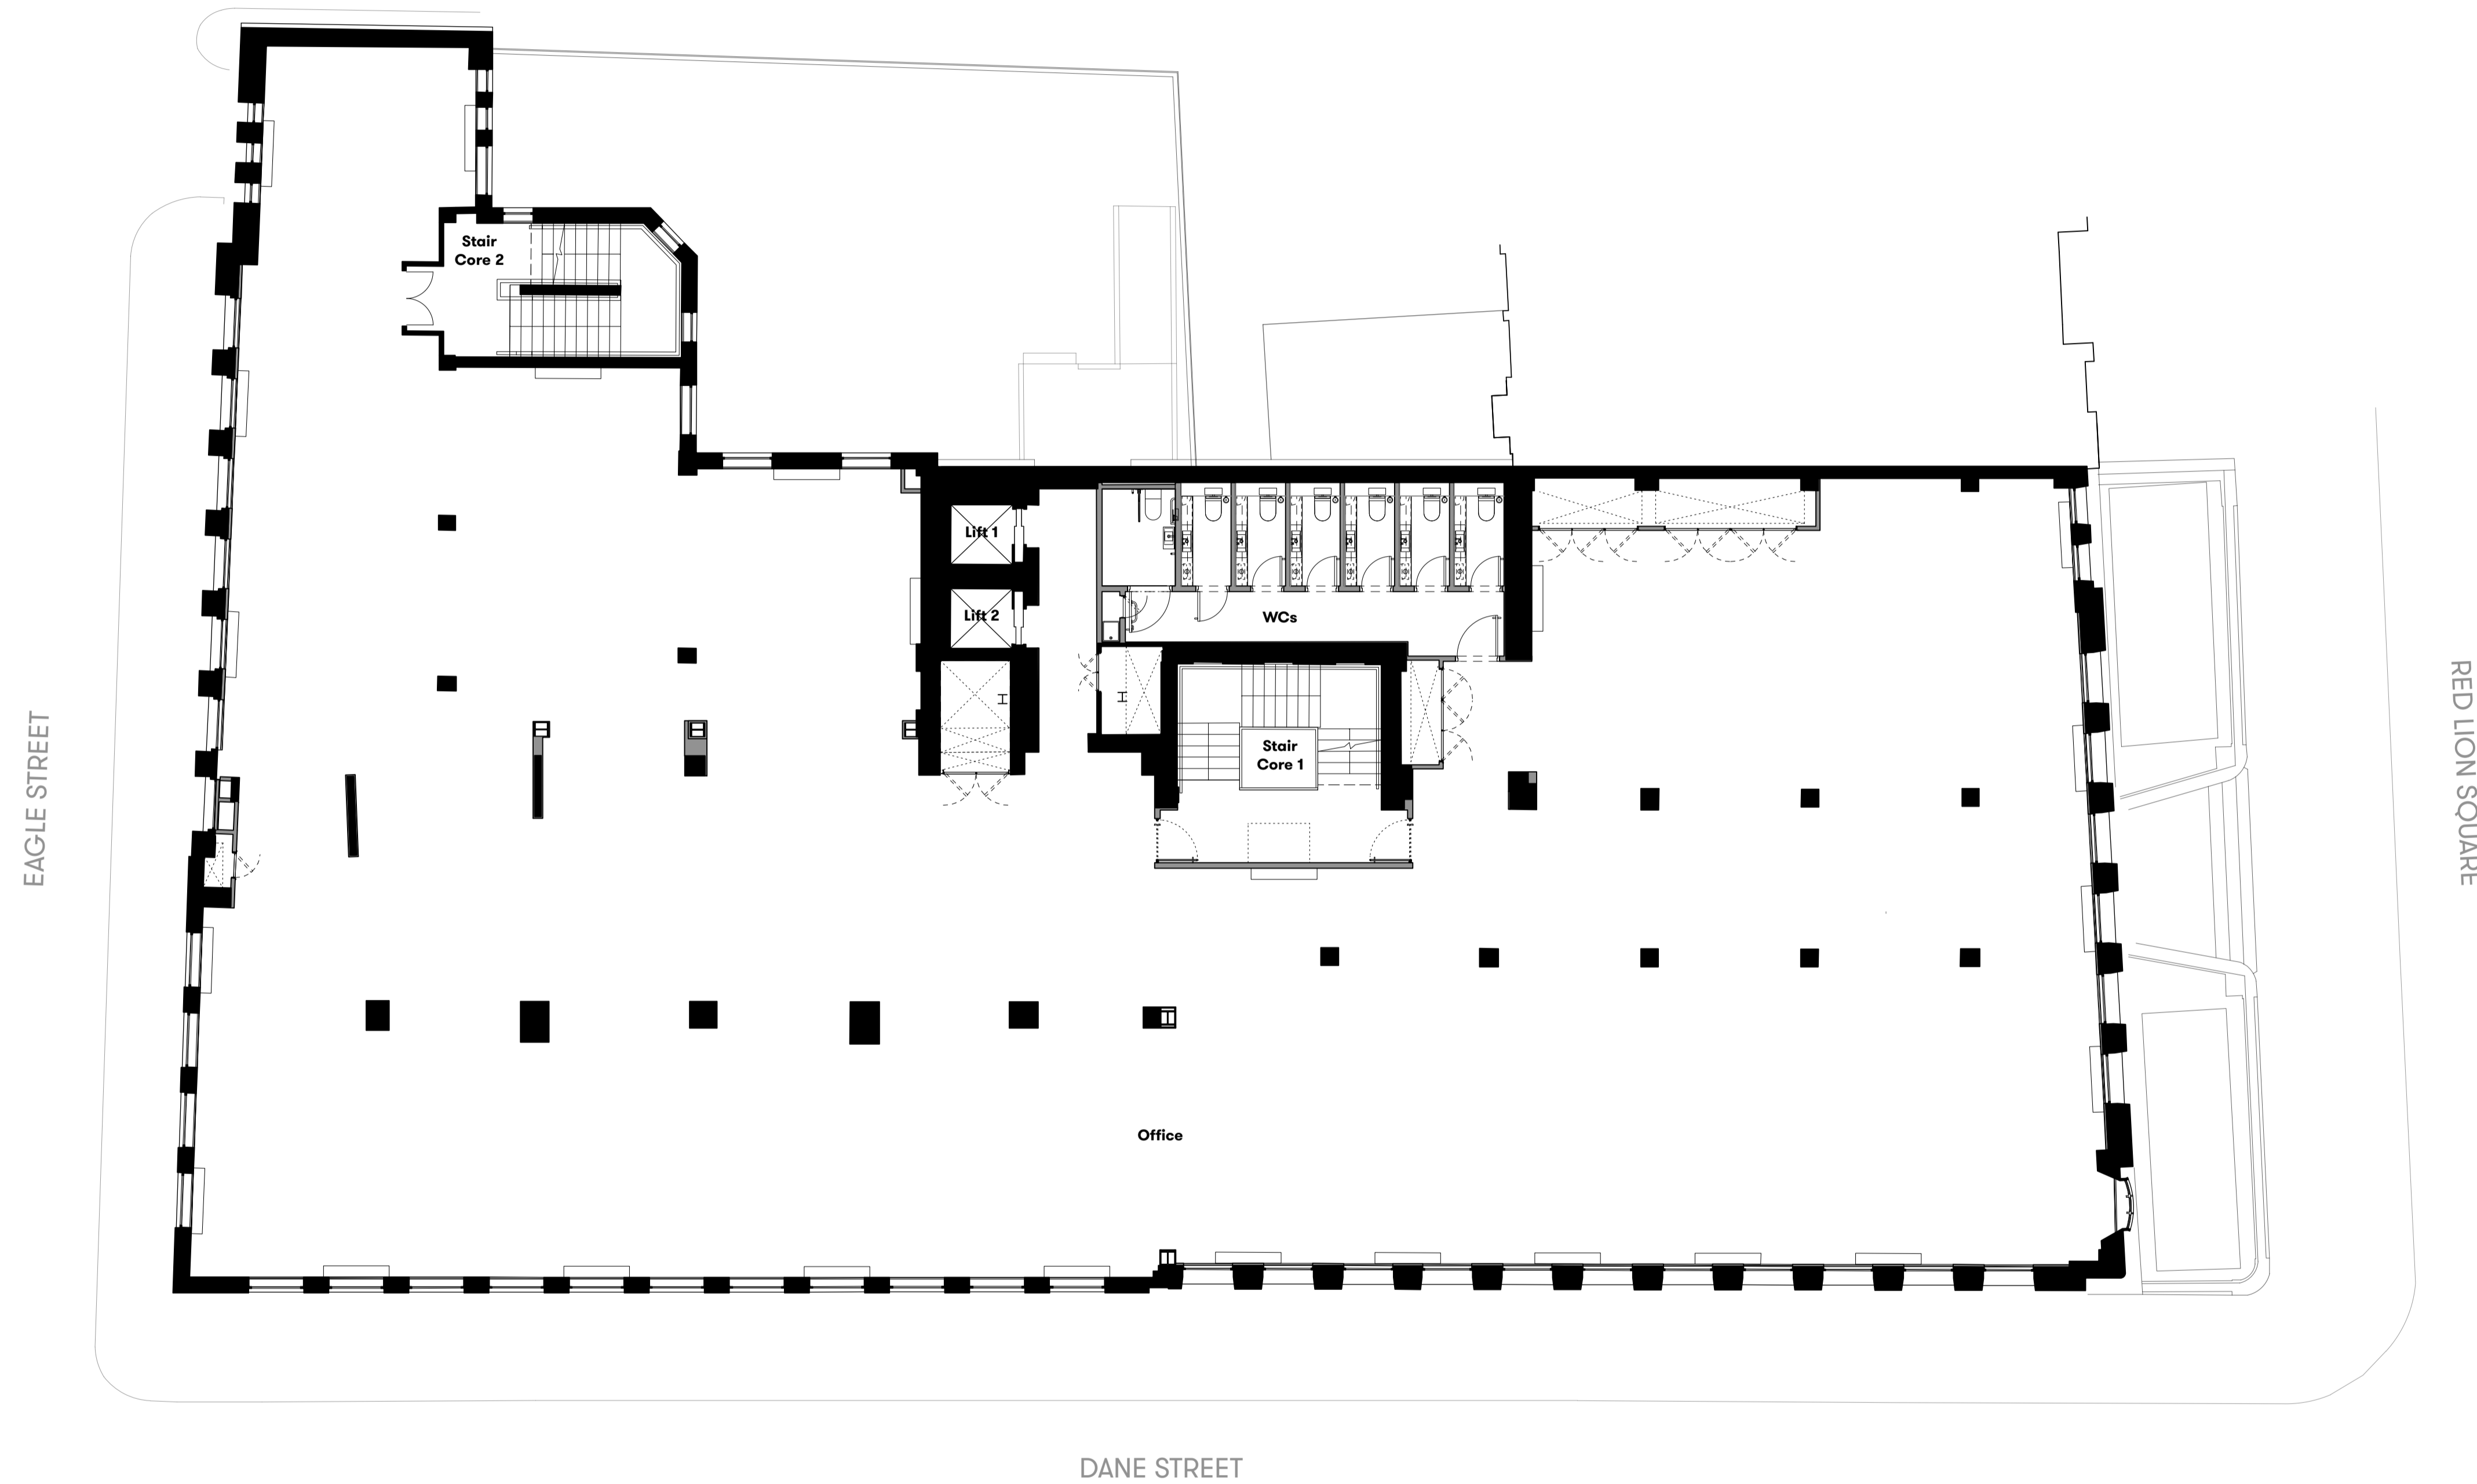 Stair
Core 2
Lift 1
Lift 2
WCs
Stair
Core 1
EAGLE STREET
RED LION SQUARE
Office
DANE STREET